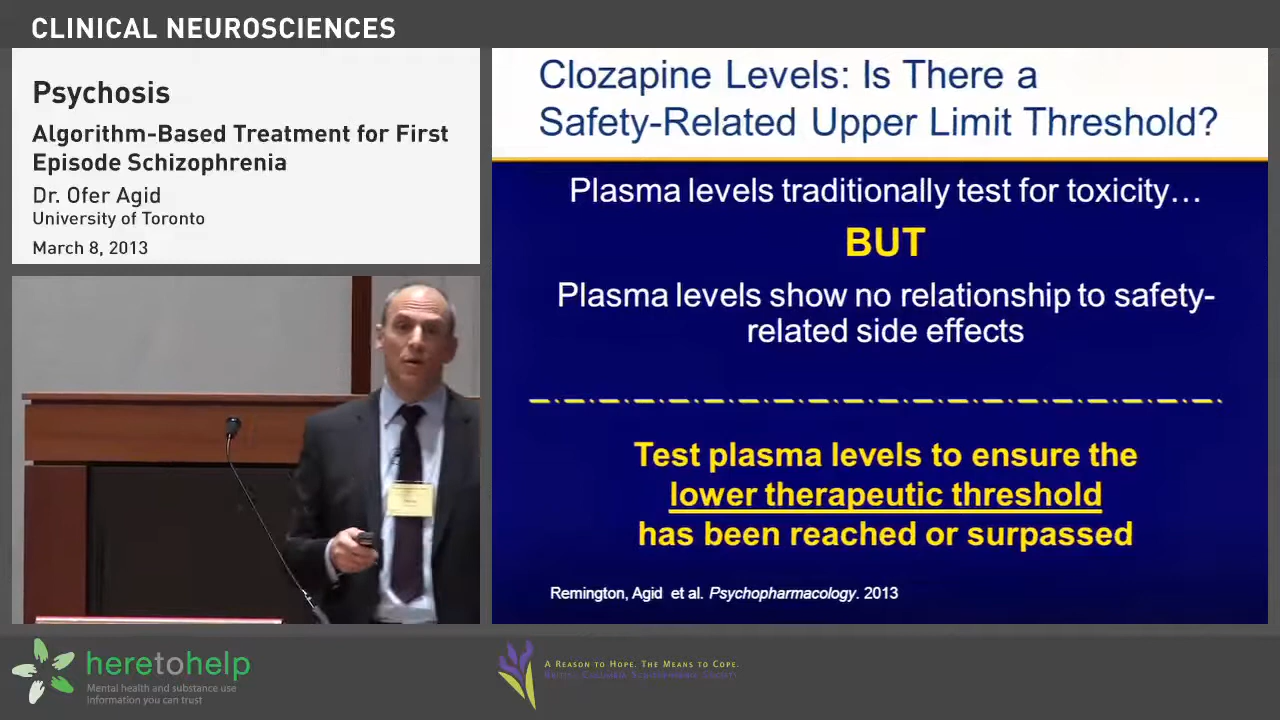 CLINICAL NEUROSCIENCES
Psychosis
Algorithm-Based Treatment for First
Episode Schizophrenia
Dr. Ofer Agid
University of Toronto
March 8, 2013
Clozapine Levels: Is There a
Safety-Related Upper Limit Threshold?
Plasma levels traditionally test for toxicity…
BUT
Plasma levels show no relationship to safety-
related side effects
Test plasma levels to ensure the
lower therapeutic threshold
has been reached or surpassed
Remington, Agid et al. Psychopharmacology. 2013
heretohelp
Mental health and substance use
information you can trust
A Reason to Hope. The Means to Cope.
British Columbia Schizophrenia Society